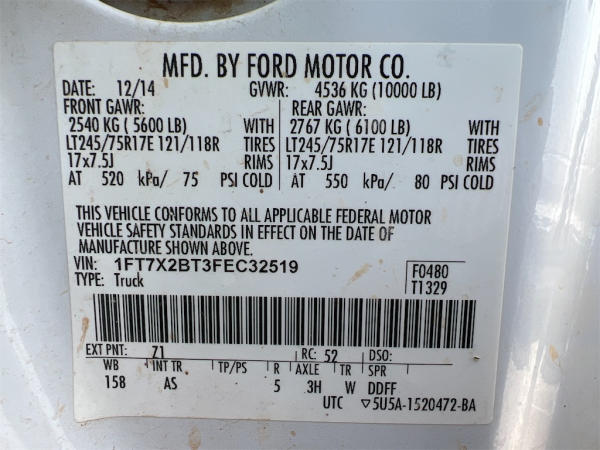 MFD. BY FORD MOTOR CO.
DATE: 12/14 GVWR: 4536 KG (10000 LB)
FRONT GAWR: REAR GAWR:
2540 KG ( 5600 LB) WITH 2767 KG ( 6100 LB) WITH
LT245/75R17E 121/118R TIRES LT245/75R17E 121/118R TIRES
17x7.5J RIMS 17x7.5J RIMS
AT 520 kPa/ 75 PSI COLD AT 550 kPa/ 80 PSI COLD
THIS VEHICLE CONFORMS TO ALL APPLICABLE FEDERAL MOTOR
VEHICLE SAFETY STANDARDS IN EFFECT ON THE DATE OF
MANUFACTURE SHOWN ABOVE.
VIN: 1FT7X2BT3FEC32519 F0480
TYPE: Truck T1329
EXT PNT: Z1 RC: 52 DSO:
WB INT TR TP/PS R AXLE TR SPR
158 AS 5 3H W DDFF
UTC ▽5U5A-1520472-BA